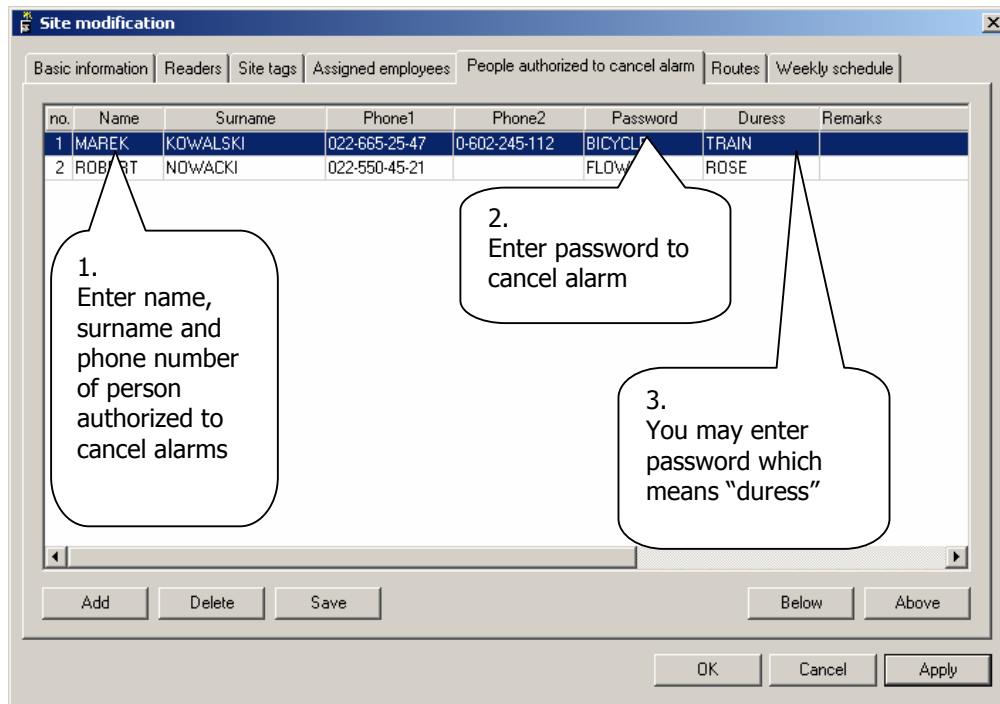 Site modification
Basic information Readers Site tags Assigned employees People authorized to cancel alarm Routes Weekly schedule
no. Name Surname Phone1 Phone2 Password Duress Remarks
1 MAREK KOWALSKI 022-665-25-47 0-602-245-112 BICYCLE TRAIN
2 NOWACKI 022-550-45-21 ROSE
1.
Enter name,
surname and
phone number
of person
authorized to
cancel alarms
2.
Enter password to
cancel alarm
3.
You may enter
password which
means “duress”
Add Delete Save Below Above
OK Cancel Apply